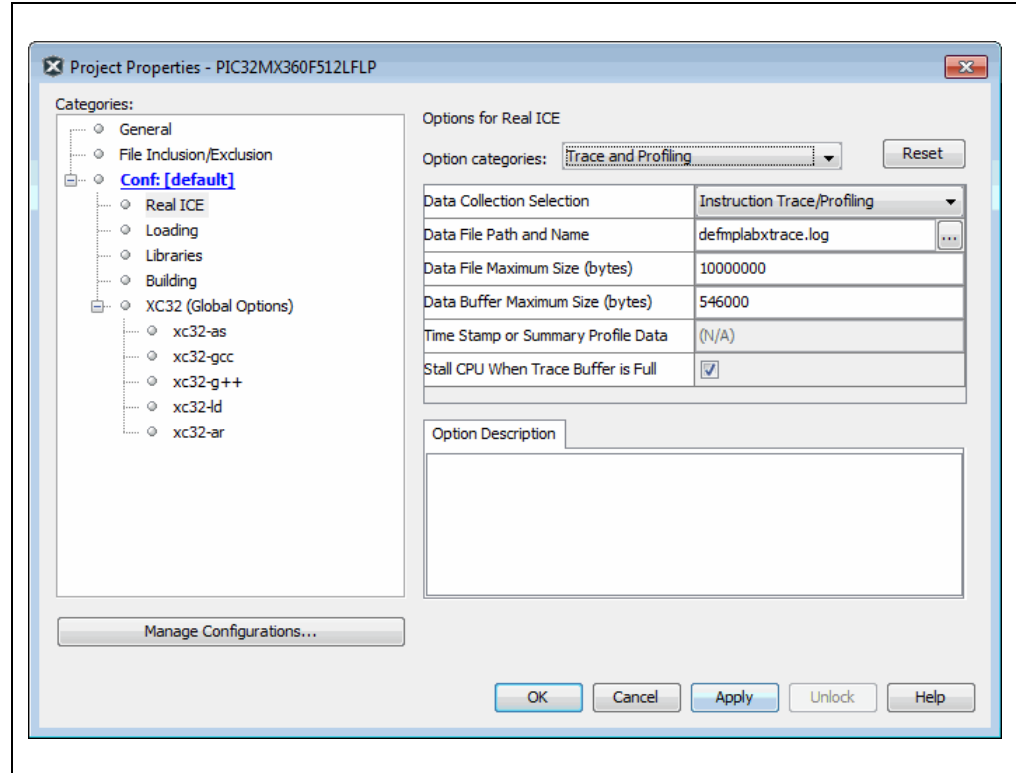 Project Properties - PIC32MX360F512LFLP
Categories:
General
File Inclusion/Exclusion
Conf: [default]
Real ICE
Loading
Libraries
Building
XC32 (Global Options)
xc32-as
xc32-gcc
xc32-g++
xc32-ld
xc32-ar
Manage Configurations...
Options for Real ICE
Option categories: Trace and Profiling Reset
Data Collection Selection Instruction Trace/Profiling
Data File Path and Name defmplabxtrace.log ...
Data File Maximum Size (bytes) 10000000
Data Buffer Maximum Size (bytes) 546000
Time Stamp or Summary Profile Data (N/A)
Stall CPU When Trace Buffer is Full
Option Description
OK Cancel Apply Unlock Help